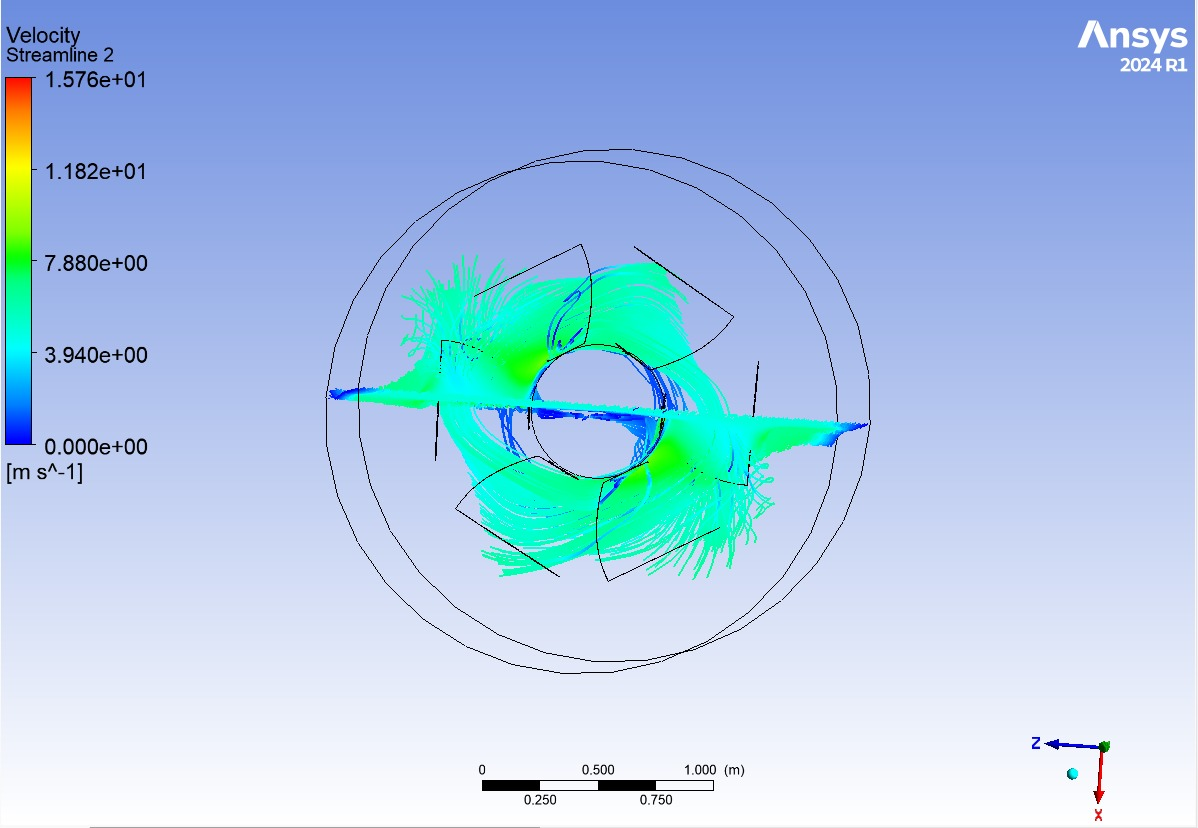 Velocity
Streamline 2
1.576e+01
1.182e+01
7.880e+00
3.940e+00
0.000e+00
[m s^-1]
Ansys
2024 R1
0 0.500 1.000 (m)
0.250 0.750
Z
X